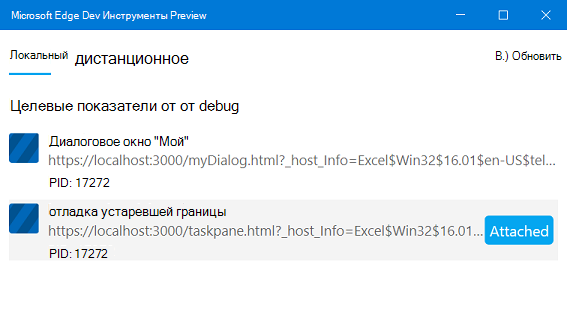 Microsoft Edge Dev Инструменты Preview
Локальный дистанционное В.) Обновить
Целевые показатели от от debug
Диалоговое окно "Мой"
https://localhost:3000/myDialog.html?_host_Info=Excel$Win32$16.01$en-US$tel...
PID: 17272
отладка устаревшей границы
https://localhost:3000/taskpane.html?_host_Info=Excel$Win32$16.01... Attached
PID: 17272